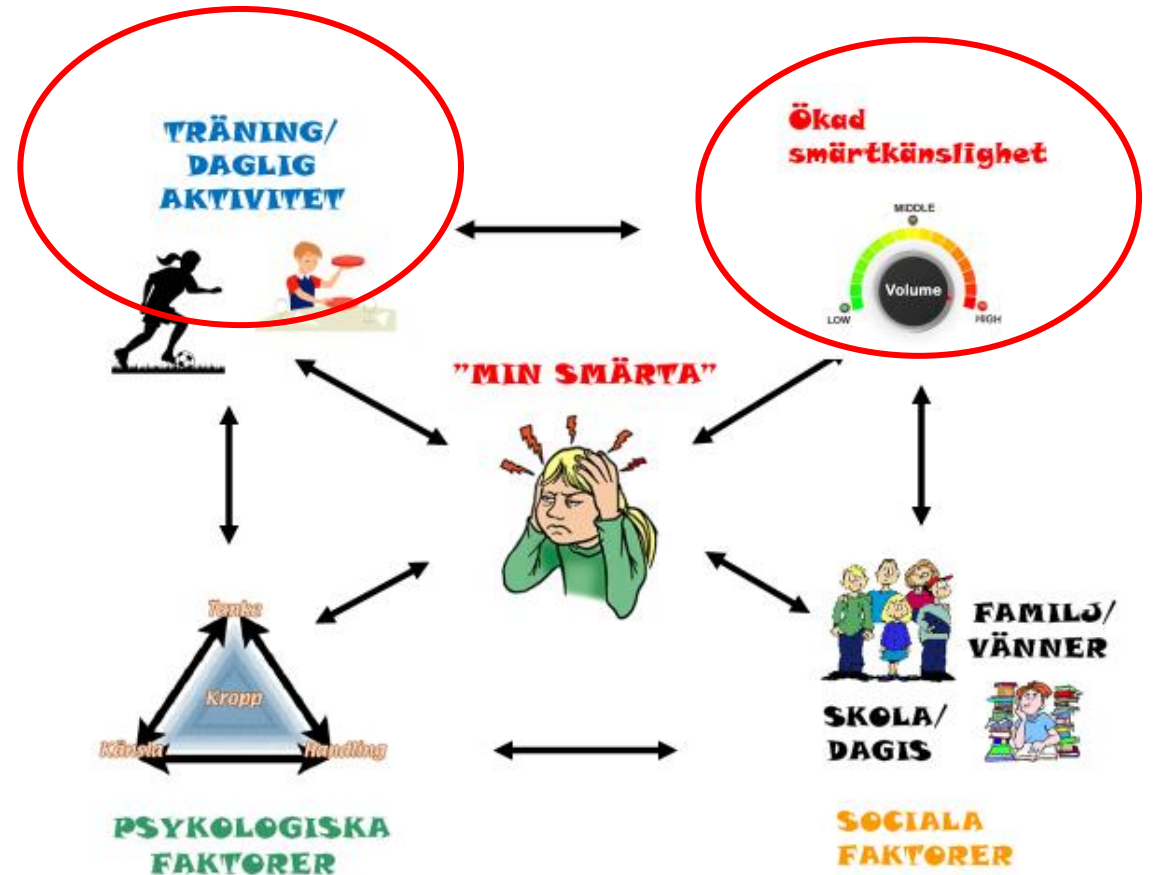 TRÄNING/
DAGLIG
AKTIVITET
Ökad
smärtkänslighet
MIDDLE
Volume
LOW
HIGH
”MIN SMÄRTA”
Tanke
Kropp
Känsla
Handling
PSYKOLOGISKA
FAKTORER
FAMILJ/
VÄNNER
SKOLA/
DAGIS
SOCIALA
FAKTORER